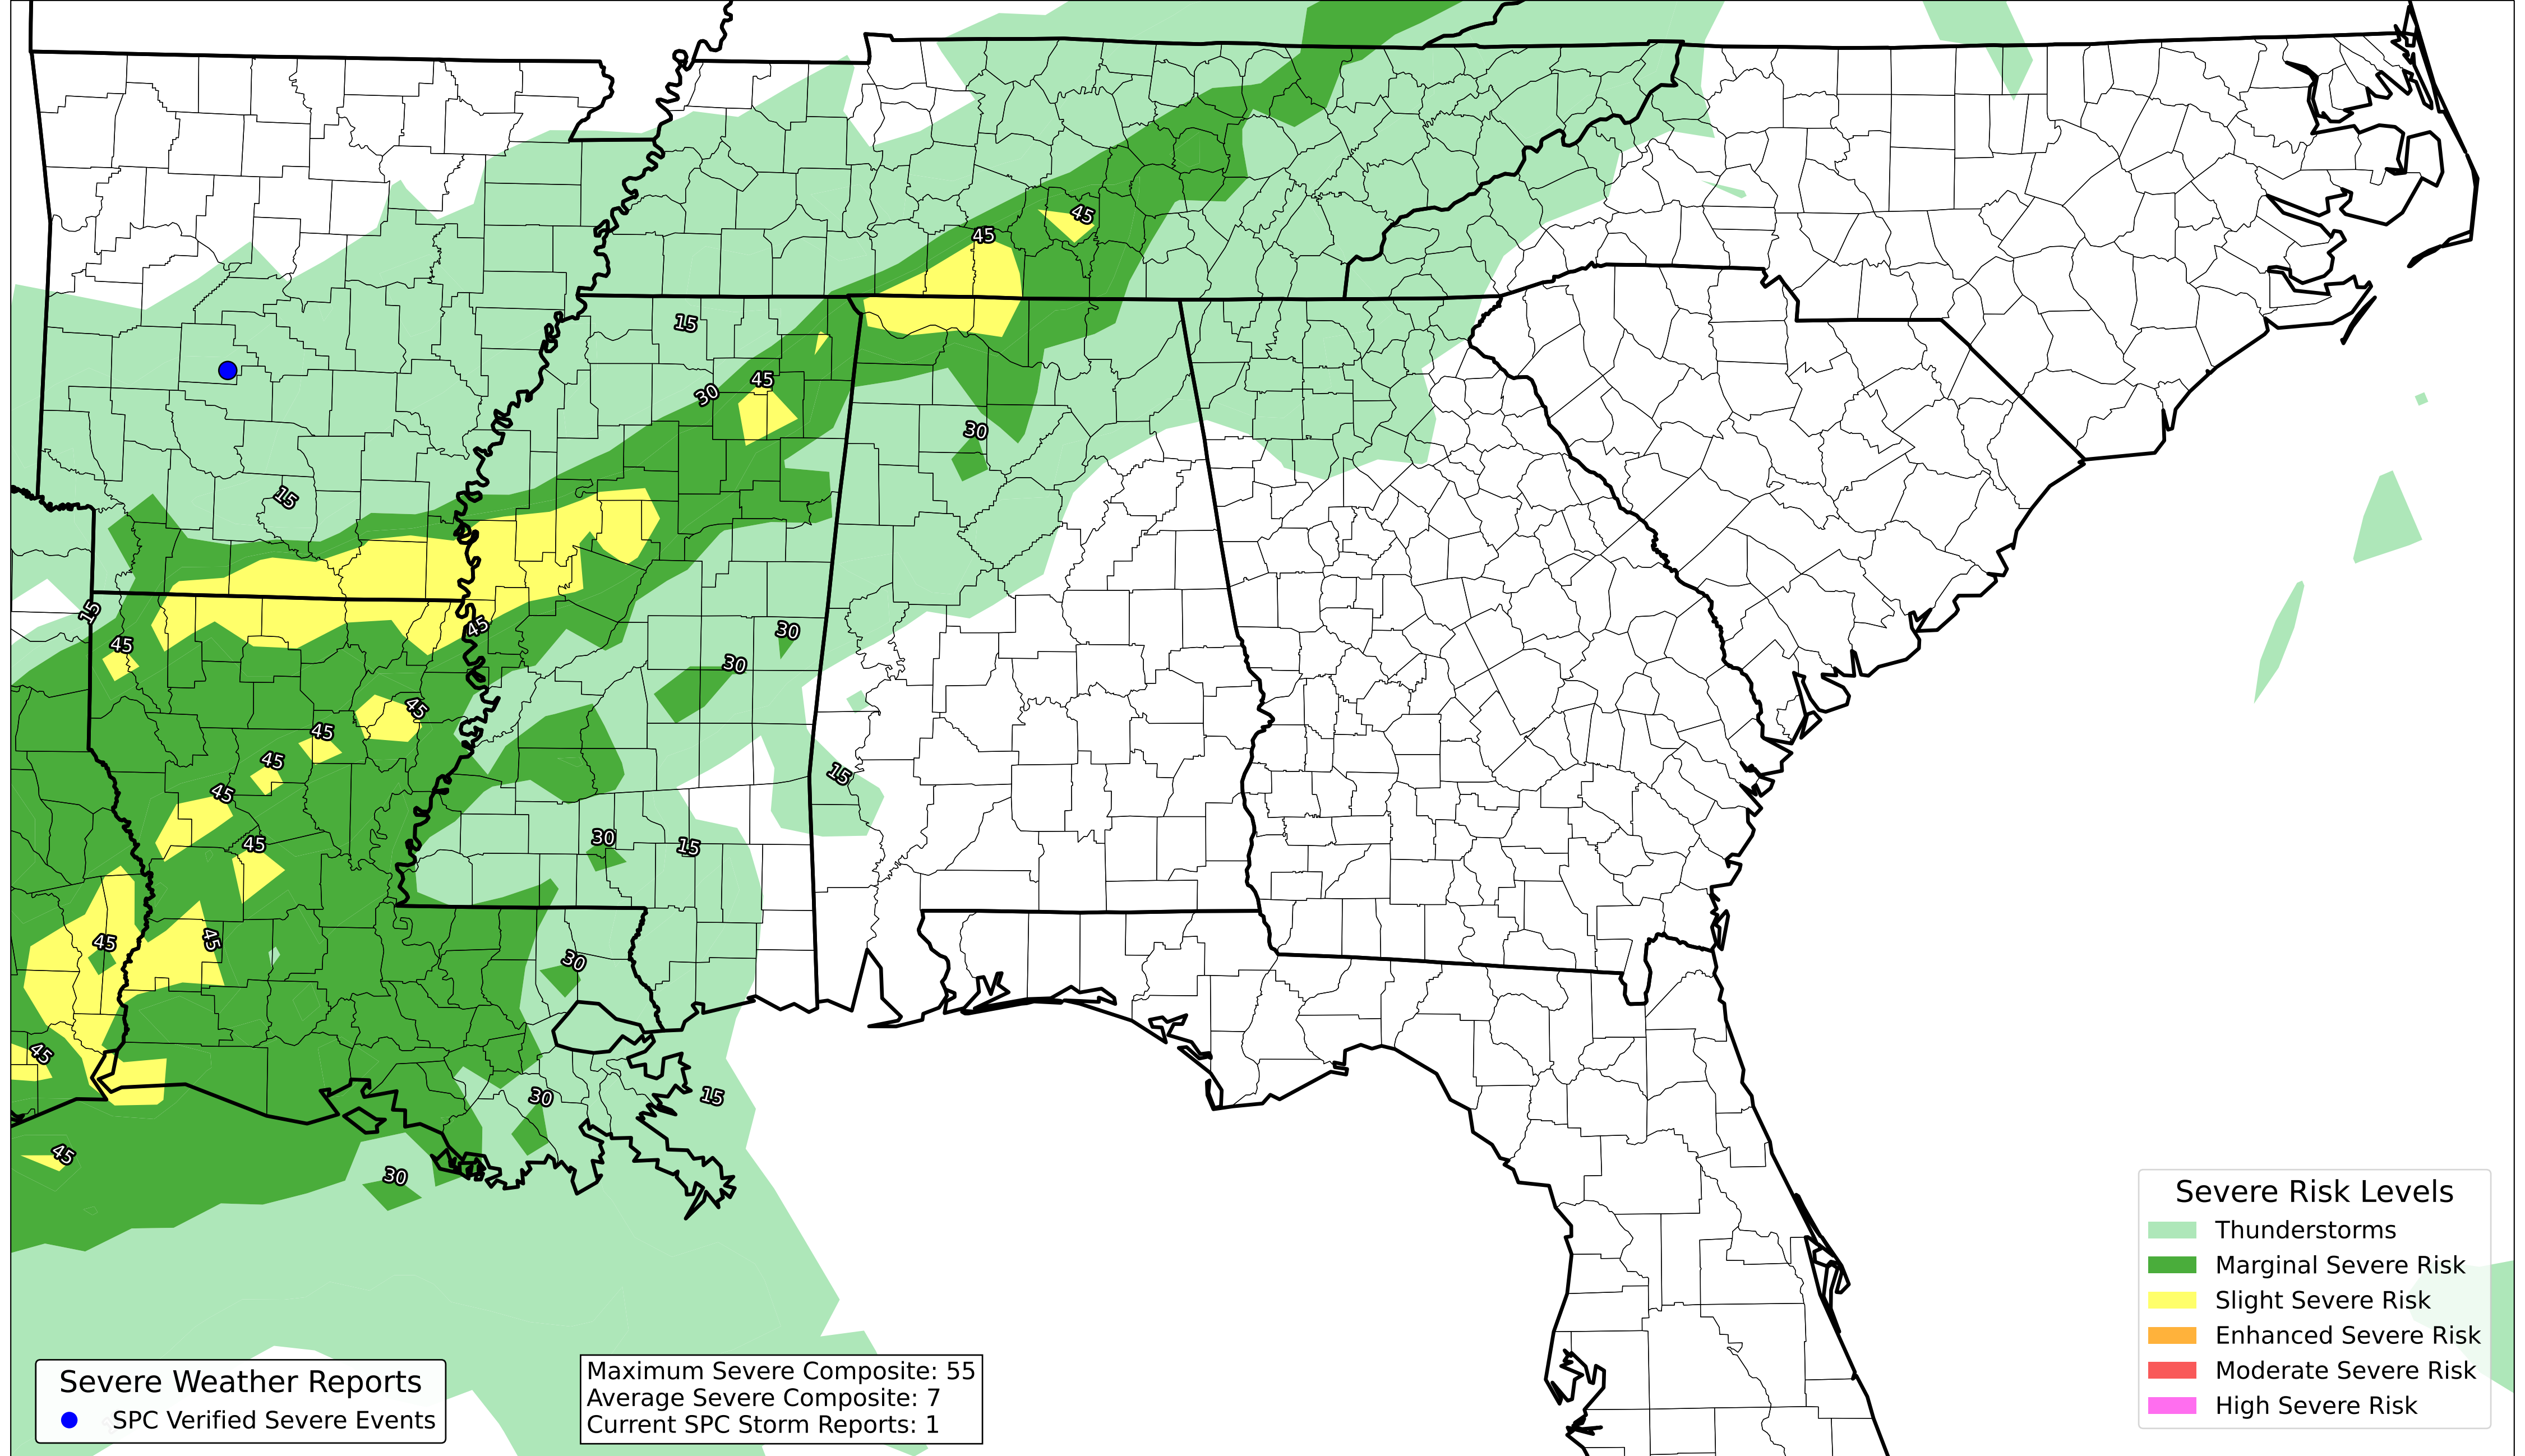 45
45
15
30
45
30
15
15
45
45
30
30
45
45
45
15
45
30
15
45
45
45
30
45
30
15
45
30
Severe Risk Levels
Thunderstorms
Marginal Severe Risk
Slight Severe Risk
Enhanced Severe Risk
Moderate Severe Risk
High Severe Risk
Severe Weather Reports
SPC Verified Severe Events
Maximum Severe Composite: 55
Average Severe Composite: 7
Current SPC Storm Reports: 1